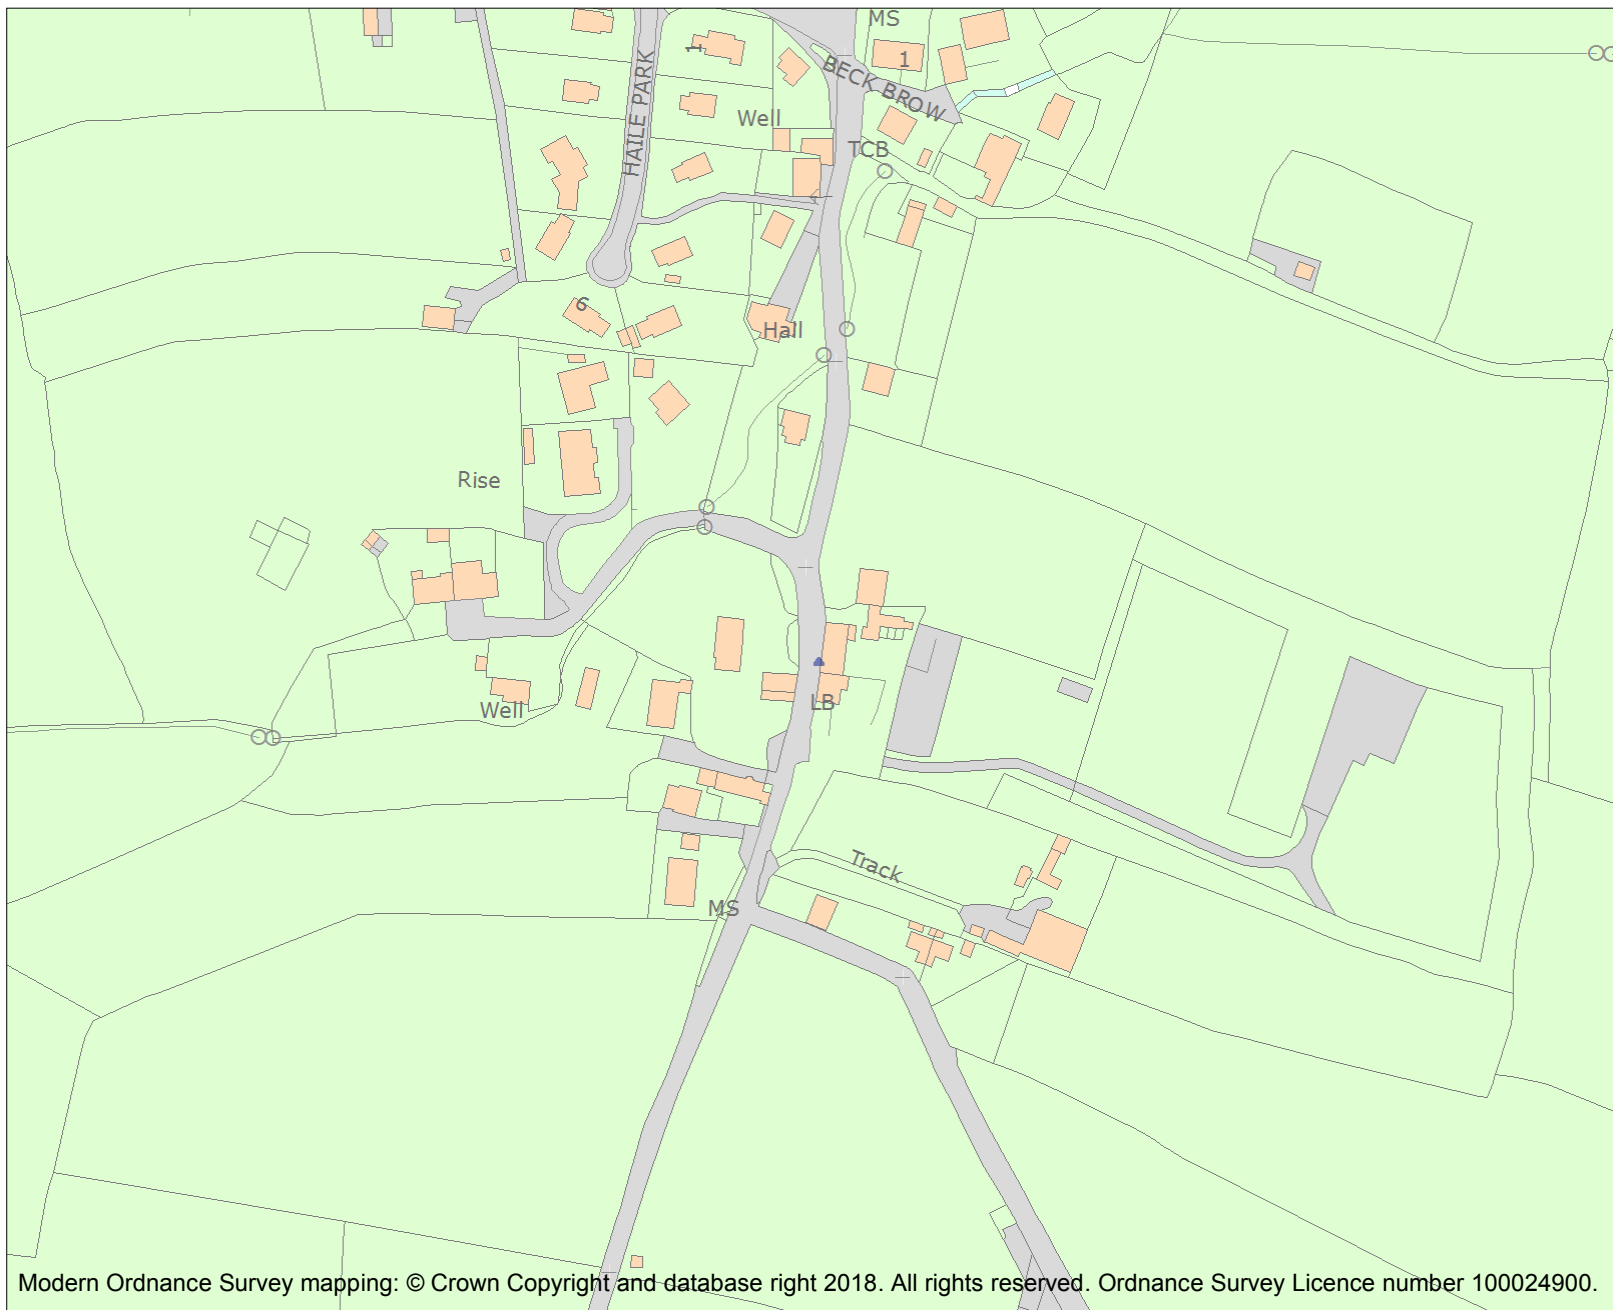 MS
1
1
BECK BROW
HAILE PARK
Well
TCB
6
Hall
Rise
LB
Well
Track
MS
Modern Ordnance Survey mapping: © Crown Copyright and database right 2018. All rights reserved. Ordnance Survey Licence number 100024900.